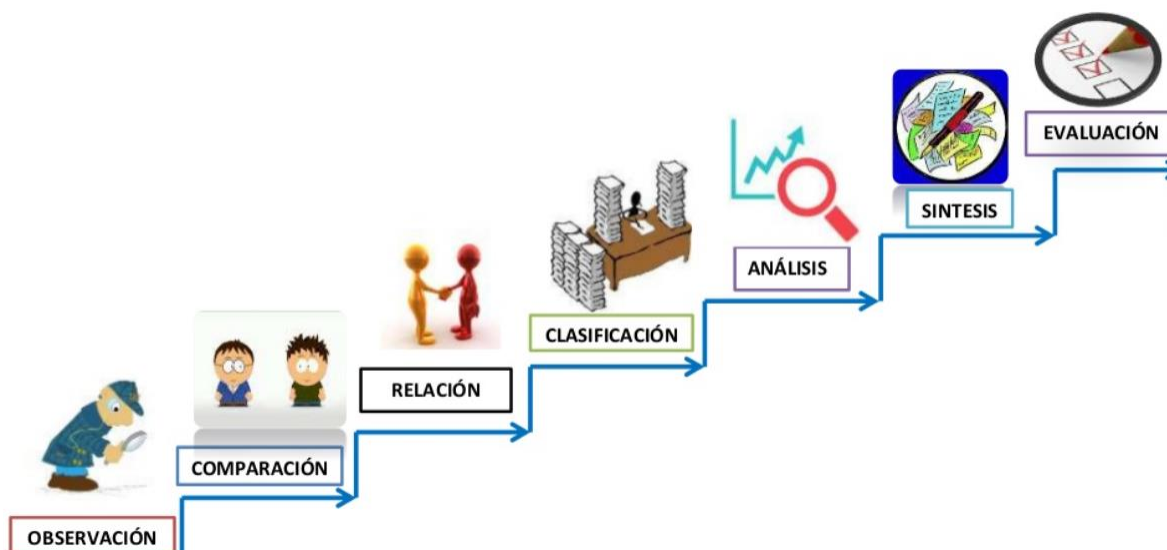 OBSERVACIÓN
COMPARACIÓN
RELACIÓN
CLASIFICACIÓN
ANÁLISIS
SINTESIS
EVALUACIÓN